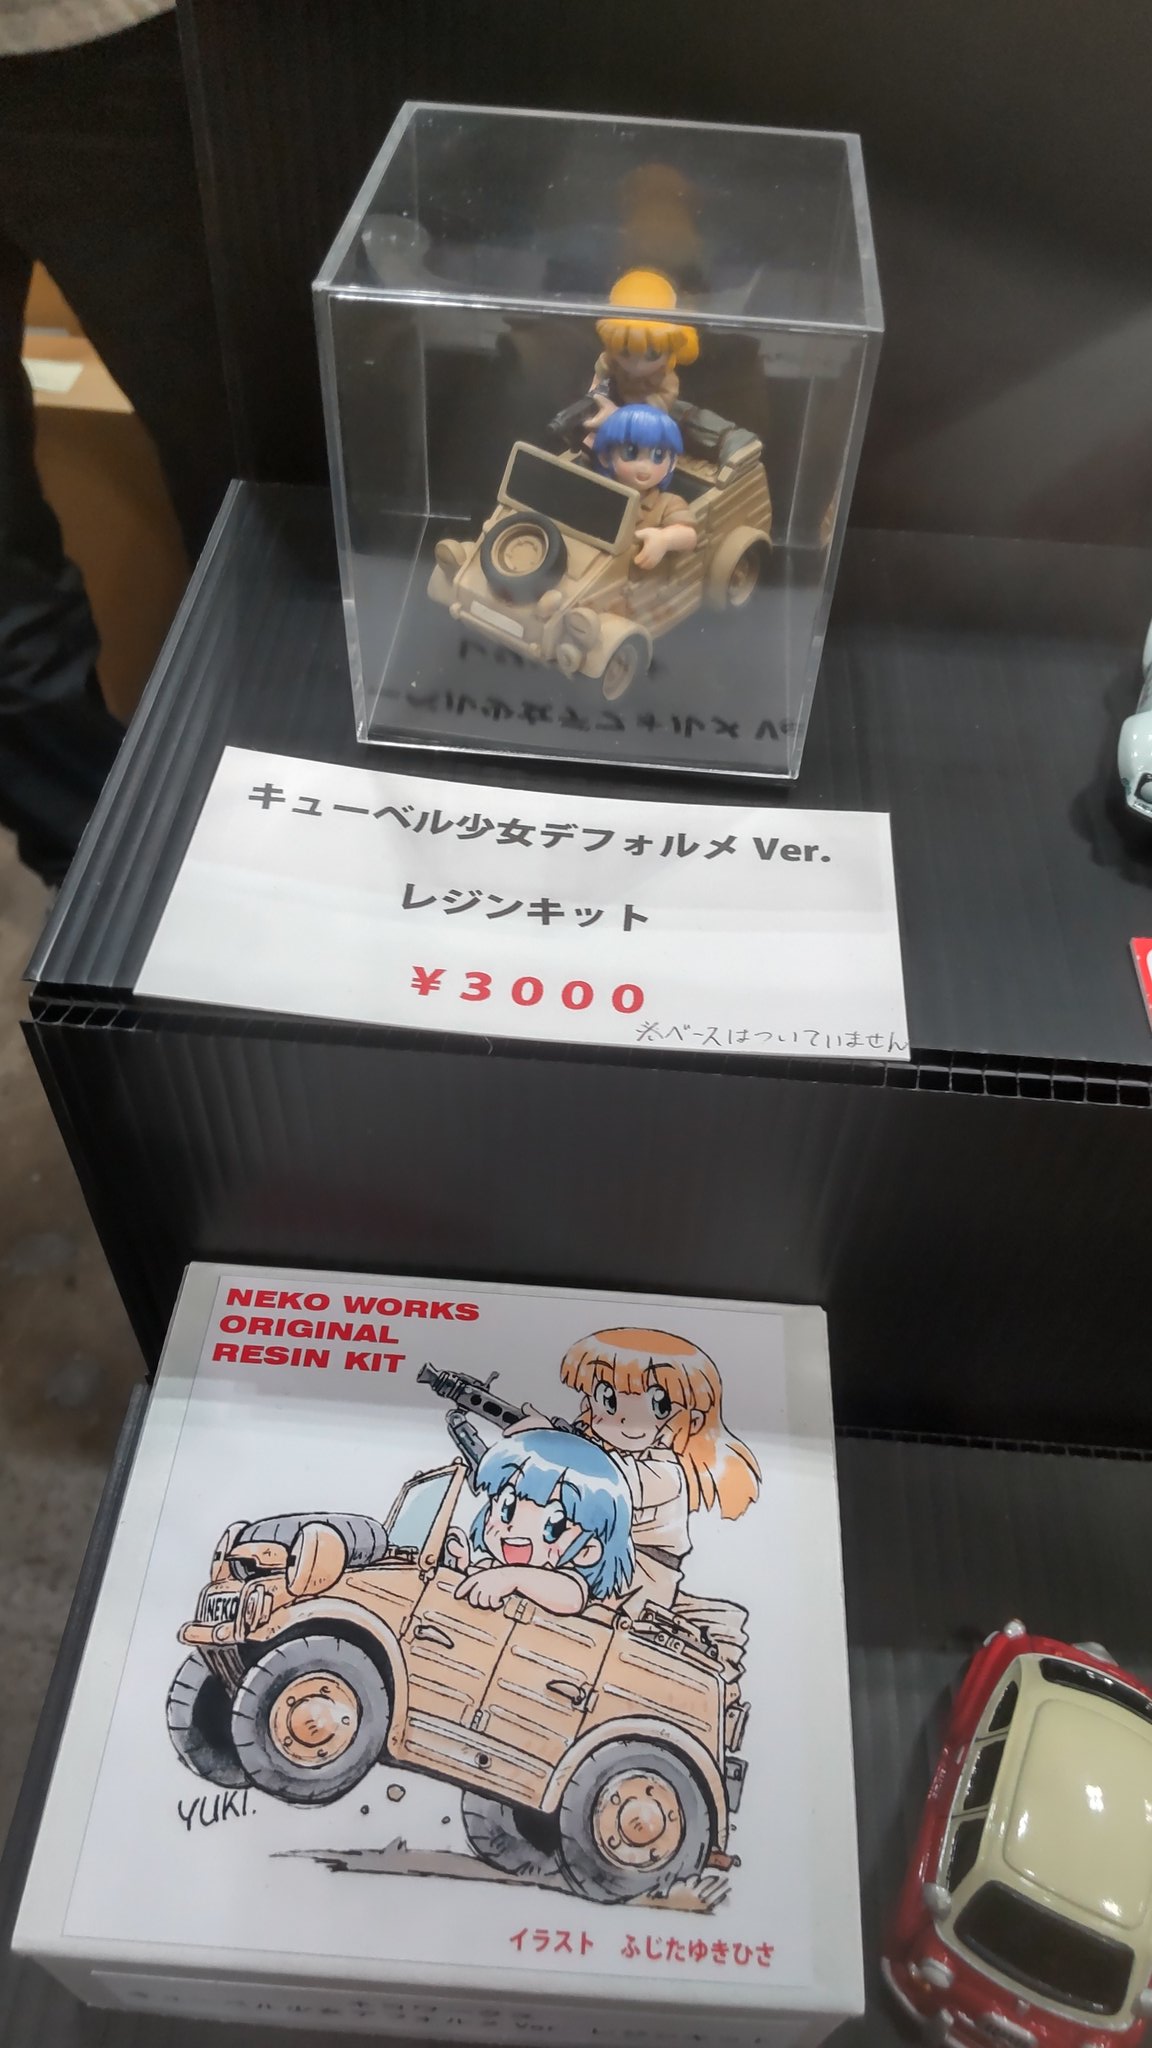 キューベル少女デフォルメ Ver.
レジンキット
¥3000
※ベースはついていません
NEKO WORKS
ORIGINAL
RESIN KIT
NEKO
YUKI.
イラスト ふじたゆきひさ